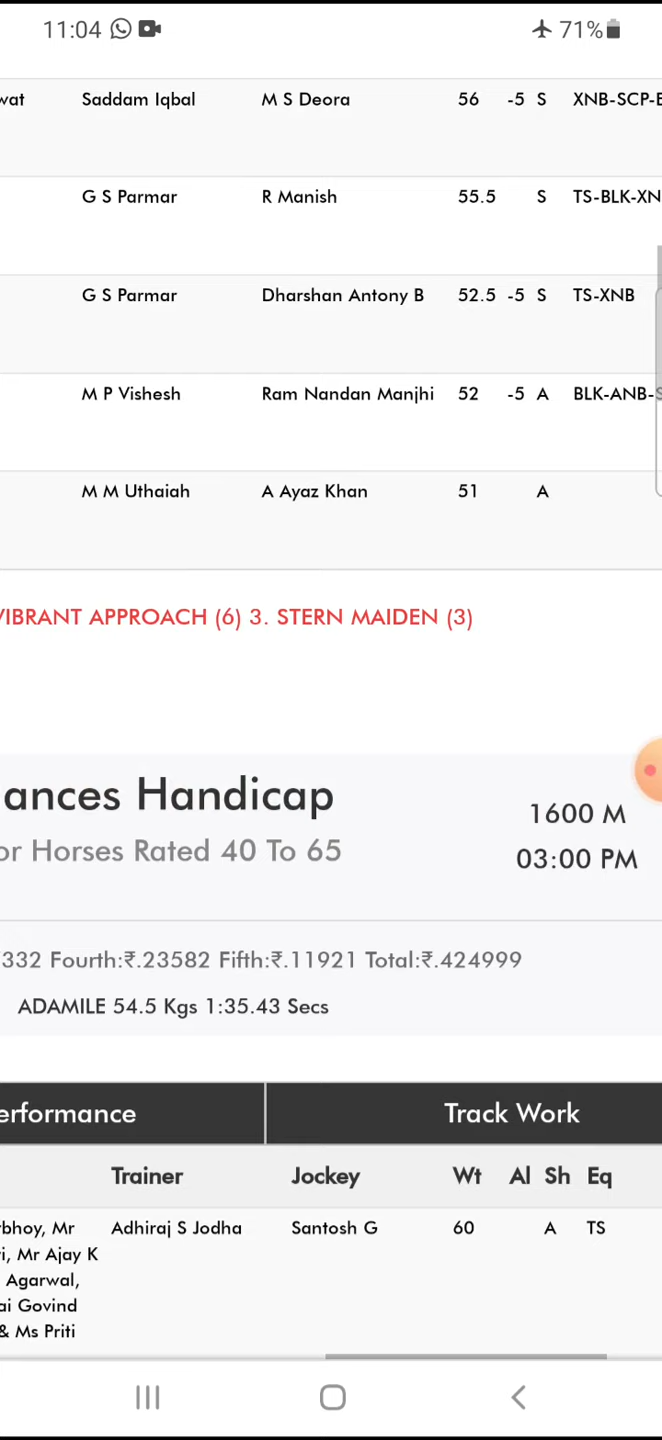 11:04 71%
wat Saddam Iqbal M S Deora 56 -5 S XNB-SCP-E
G S Parmar R Manish 55.5 S TS-BLK-XN
G S Parmar Dharshan Antony B 52.5 -5 S TS-XNB
M P Vishesh Ram Nandan Manjhi 52 -5 A BLK-ANB-S
M M Uthaiah A Ayaz Khan 51 A
VIBRANT APPROACH (6) 3. STERN MAIDEN (3)
ances Handicap
1600 M
or Horses Rated 40 To 65
03:00 PM
332 Fourth:₹.23582 Fifth:₹.11921 Total:₹.424999
ADAMILE 54.5 Kgs 1:35.43 Secs
erformance Track Work
Trainer Jockey Wt Al Sh Eq
rbhoy, Mr Adhiraj S Jodha Santosh G 60 A TS
i, Mr Ajay K
Agarwal,
ai Govind
& Ms Priti